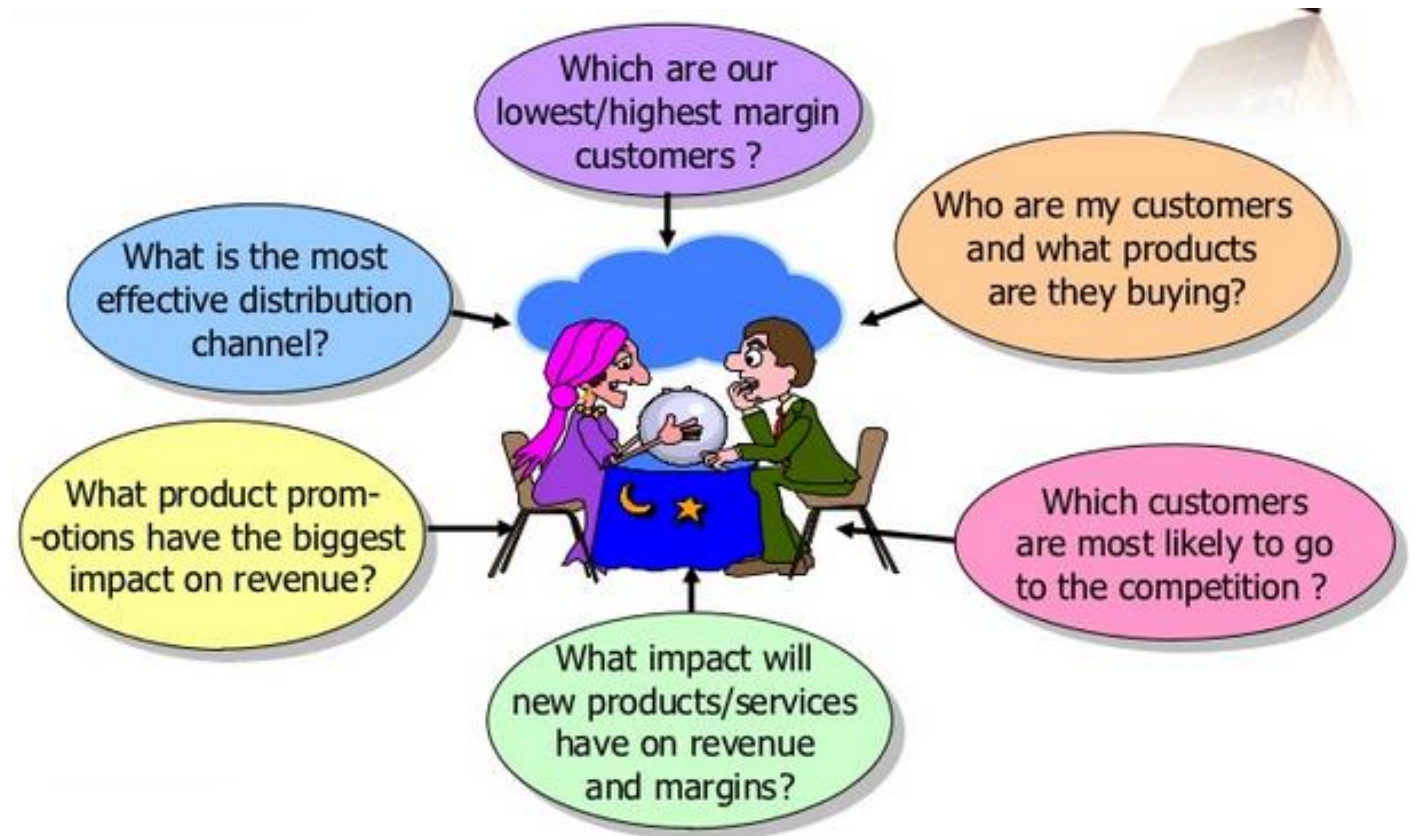 Which are our
lowest/highest margin
customers ?
Who are my customers
and what products
are they buying?
What is the most
effective distribution
channel?
What product prom-
-otions have the biggest
impact on revenue?
Which customers
are most likely to go
to the competition ?
What impact will
new products/services
have on revenue
and margins?